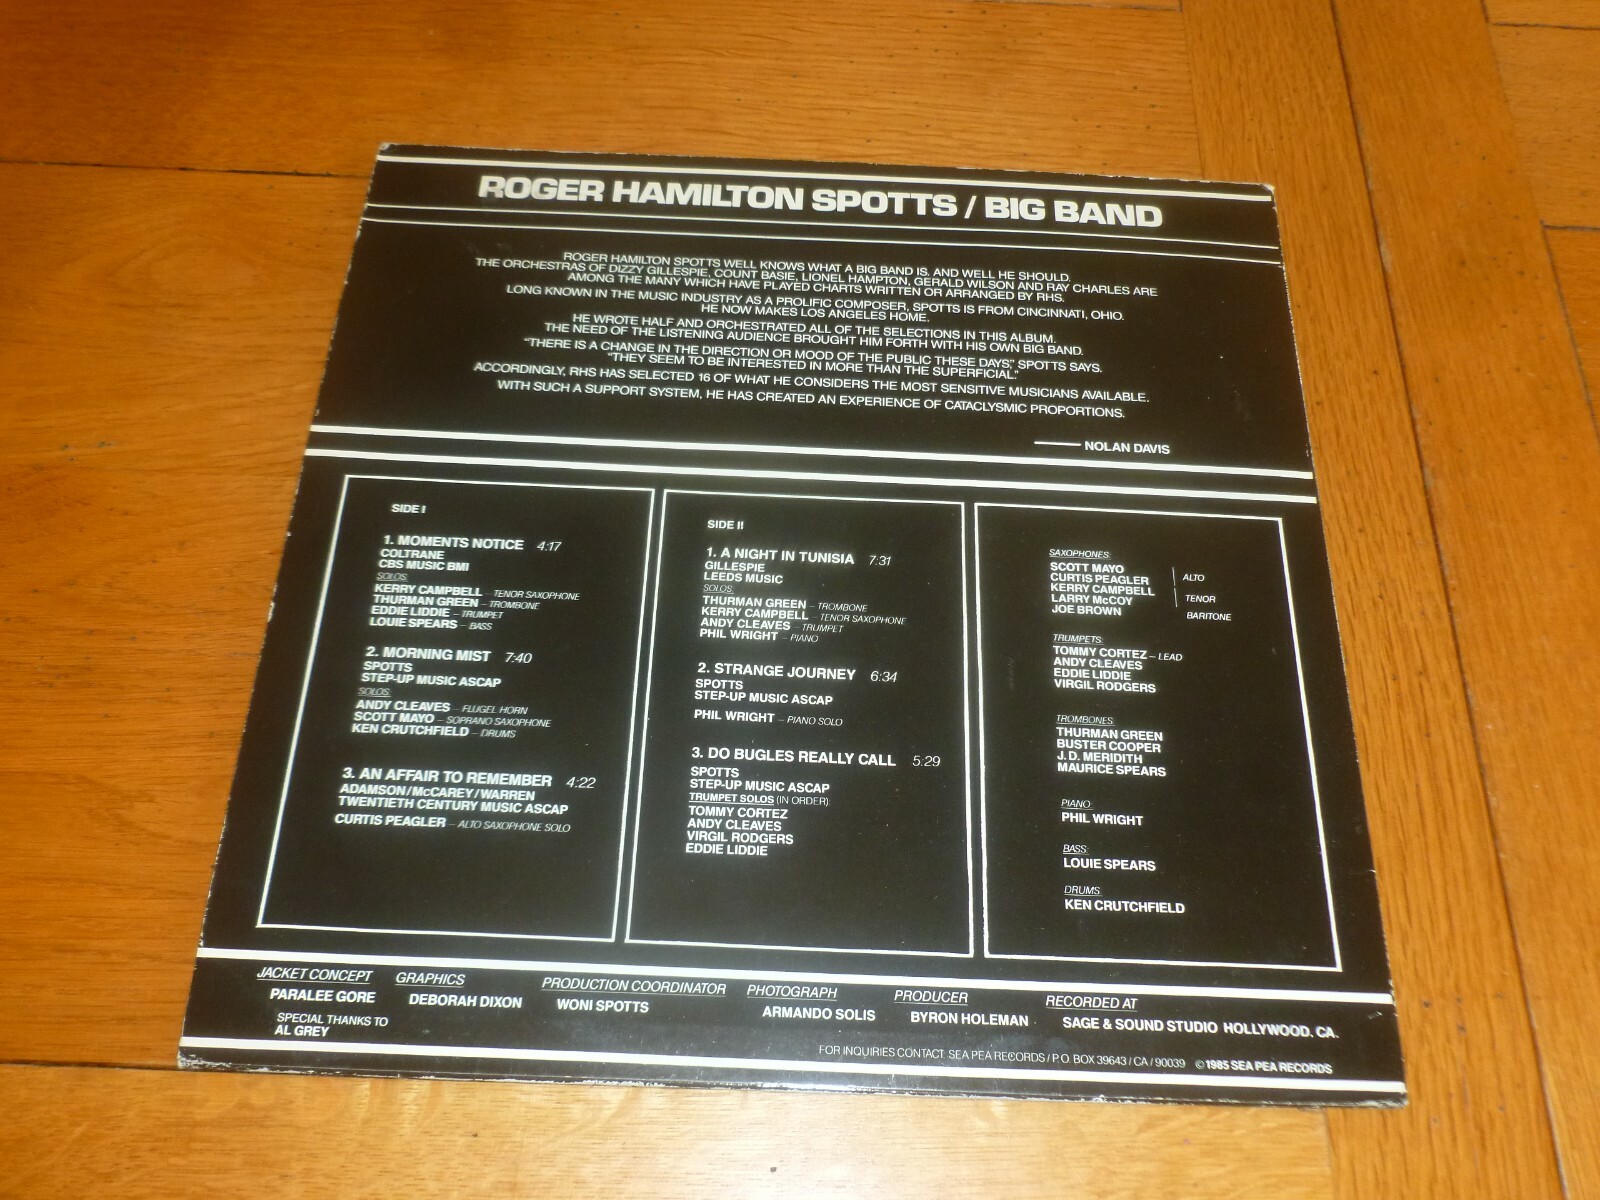 ROGER HAMILTON SPOTTS / BIG BAND
ROGER HAMILTON SPOTTS WELL KNOWS WHAT A BIG BAND IS. AND WELL HE SHOULD.
THE ORCHESTRAS OF DIZZY GILLESPIE, COUNT BASIE, LIONEL HAMPTON, GERALD WILSON AND RAY CHARLES ARE
AMONG THE MANY WHICH HAVE PLAYED CHARTS WRITTEN OR ARRANGED BY RHS.
LONG KNOWN IN THE MUSIC INDUSTRY AS A PROLIFIC COMPOSER, SPOTTS IS FROM CINCINNATI, OHIO.
HE NOW MAKES LOS ANGELES HOME.
HE WROTE HALF AND ORCHESTRATED ALL OF THE SELECTIONS IN THIS ALBUM.
THE NEED OF THE LISTENING AUDIENCE BROUGHT HIM FORTH WITH HIS OWN BIG BAND.
"THERE IS A CHANGE IN THE DIRECTION OR MOOD OF THE PUBLIC THESE DAYS," SPOTTS SAYS.
"THEY SEEM TO BE INTERESTED IN MORE THAN THE SUPERFICIAL."
ACCORDINGLY, RHS HAS SELECTED 16 OF WHAT HE CONSIDERS THE MOST SENSITIVE MUSICIANS AVAILABLE.
WITH SUCH A SUPPORT SYSTEM, HE HAS CREATED AN EXPERIENCE OF CATACLYSMIC PROPORTIONS.
—— NOLAN DAVIS
SIDE I
1. MOMENTS NOTICE 4:17
COLTRANE
CBS MUSIC BMI
SOLOS:
KERRY CAMPBELL – TENOR SAXOPHONE
THURMAN GREEN – TROMBONE
EDDIE LIDDIE – TRUMPET
LOUIE SPEARS – BASS
2. MORNING MIST 7:40
SPOTTS
STEP-UP MUSIC ASCAP
SOLOS:
ANDY CLEAVES – FLUGEL HORN
SCOTT MAYO – SOPRANO SAXOPHONE
KEN CRUTCHFIELD – DRUMS
3. AN AFFAIR TO REMEMBER 4:22
ADAMSON/McCAREY/WARREN
TWENTIETH CENTURY MUSIC ASCAP
CURTIS PEAGLER – ALTO SAXOPHONE SOLO
SIDE II
1. A NIGHT IN TUNISIA 7:31
GILLESPIE
LEEDS MUSIC
SOLOS:
THURMAN GREEN – TROMBONE
KERRY CAMPBELL – TENOR SAXOPHONE
ANDY CLEAVES – TRUMPET
PHIL WRIGHT – PIANO
2. STRANGE JOURNEY 6:34
SPOTTS
STEP-UP MUSIC ASCAP
PHIL WRIGHT – PIANO SOLO
3. DO BUGLES REALLY CALL 5:29
SPOTTS
STEP-UP MUSIC ASCAP
TRUMPET SOLOS (IN ORDER):
TOMMY CORTEZ
ANDY CLEAVES
VIRGIL RODGERS
EDDIE LIDDIE
SAXOPHONES:
SCOTT MAYO
CURTIS PEAGLER ALTO
KERRY CAMPBELL
LARRY McCOY TENOR
JOE BROWN BARITONE
TRUMPETS:
TOMMY CORTEZ – LEAD
ANDY CLEAVES
EDDIE LIDDIE
VIRGIL RODGERS
TROMBONES:
THURMAN GREEN
BUSTER COOPER
J.D. MERIDITH
MAURICE SPEARS
PIANO:
PHIL WRIGHT
BASS:
LOUIE SPEARS
DRUMS:
KEN CRUTCHFIELD
JACKET CONCEPT GRAPHICS PRODUCTION COORDINATOR PHOTOGRAPH PRODUCER RECORDED AT
PARALEE GORE DEBORAH DIXON WONI SPOTTS ARMANDO SOLIS BYRON HOLEMAN SAGE & SOUND STUDIO HOLLYWOOD, CA.
SPECIAL THANKS TO
AL GREY
FOR INQUIRIES CONTACT SEA PEA RECORDS / P.O. BOX 39643 / CA / 90039 ©1985 SEA PEA RECORDS